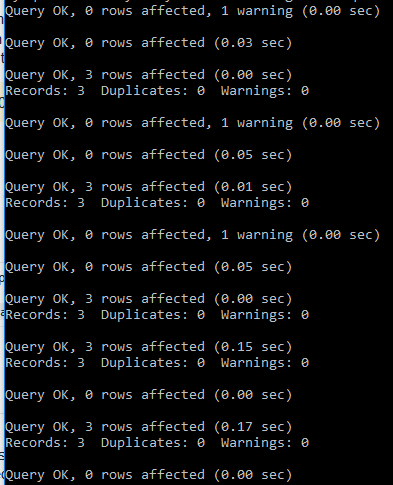 Query OK, 0 rows affected, 1 warning (0.00 sec)
Query OK, 0 rows affected (0.03 sec)
Query OK, 3 rows affected (0.00 sec)
Records: 3  Duplicates: 0  Warnings: 0
Query OK, 0 rows affected, 1 warning (0.00 sec)
Query OK, 0 rows affected (0.05 sec)
Query OK, 3 rows affected (0.01 sec)
Records: 3  Duplicates: 0  Warnings: 0
Query OK, 0 rows affected, 1 warning (0.00 sec)
Query OK, 0 rows affected (0.05 sec)
Query OK, 3 rows affected (0.00 sec)
Records: 3  Duplicates: 0  Warnings: 0
Query OK, 3 rows affected (0.15 sec)
Records: 3  Duplicates: 0  Warnings: 0
Query OK, 0 rows affected (0.00 sec)
Query OK, 3 rows affected (0.17 sec)
Records: 3  Duplicates: 0  Warnings: 0
Query OK, 0 rows affected (0.00 sec)